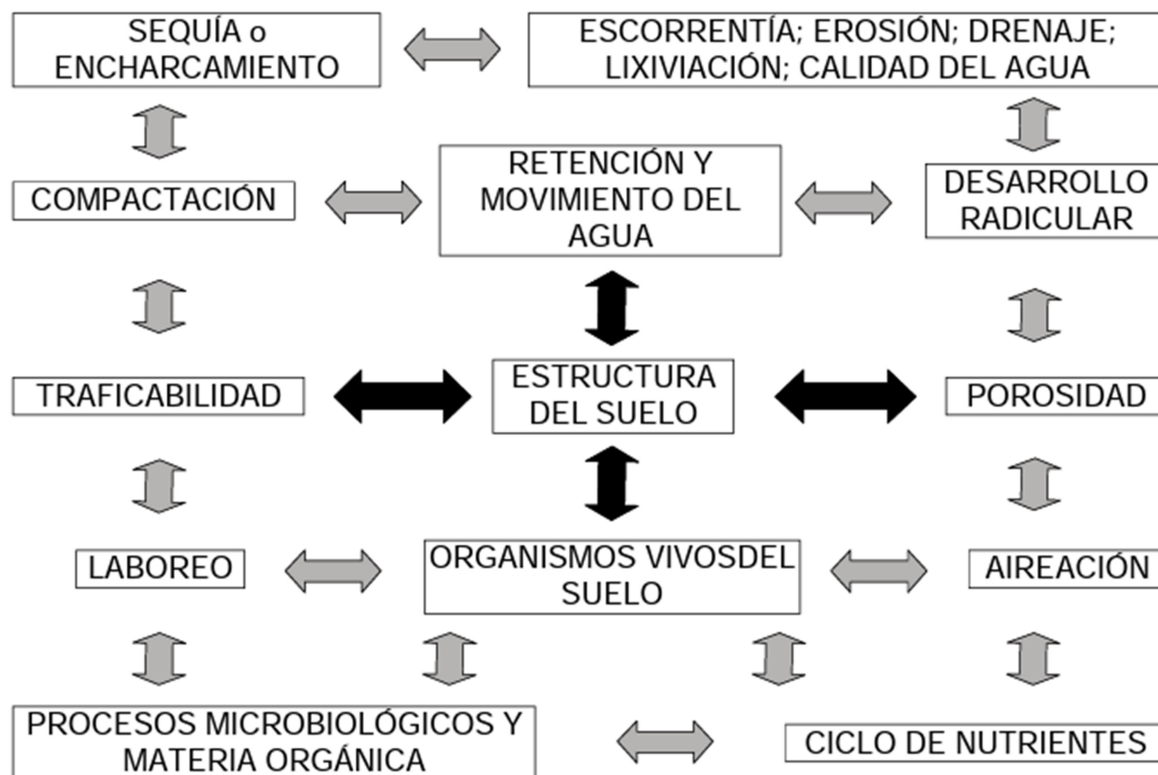 SEQUÍA o
ENCHARCAMIENTO
ESCORRENTÍA; EROSIÓN; DRENAJE;
LIXIVIACIÓN; CALIDAD DEL AGUA
COMPACTACIÓN
RETENCIÓN Y
MOVIMIENTO DEL
AGUA
DESARROLLO
RADICULAR
TRAFICABILIDAD
ESTRUCTURA
DEL SUELO
POROSIDAD
LABOREO
ORGANISMOS VIVOSDEL
SUELO
AIREACIÓN
PROCESOS MICROBIOLÓGICOS Y
MATERIA ORGÁNICA
CICLO DE NUTRIENTES